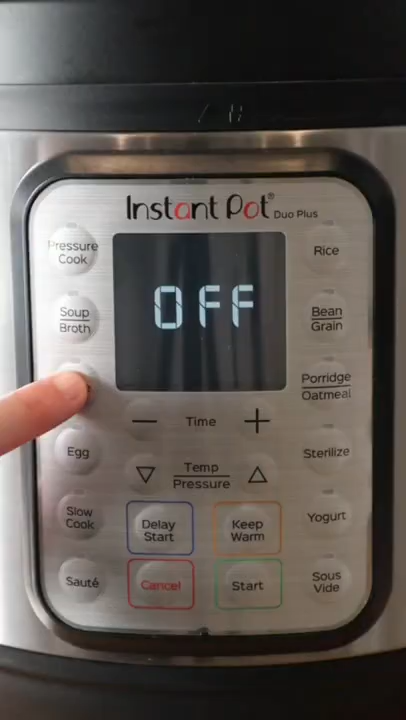 Instant Pot® Duo Plus
OFF
Pressure
Cook
Soup
Broth
Egg
Slow
Cook
Sauté
— Time +
Temp
Pressure
Delay
Start
Keep
Warm
Cancel
Start
Rice
Bean
Grain
Porridge
Oatmeal
Sterilize
Yogurt
Sous
Vide